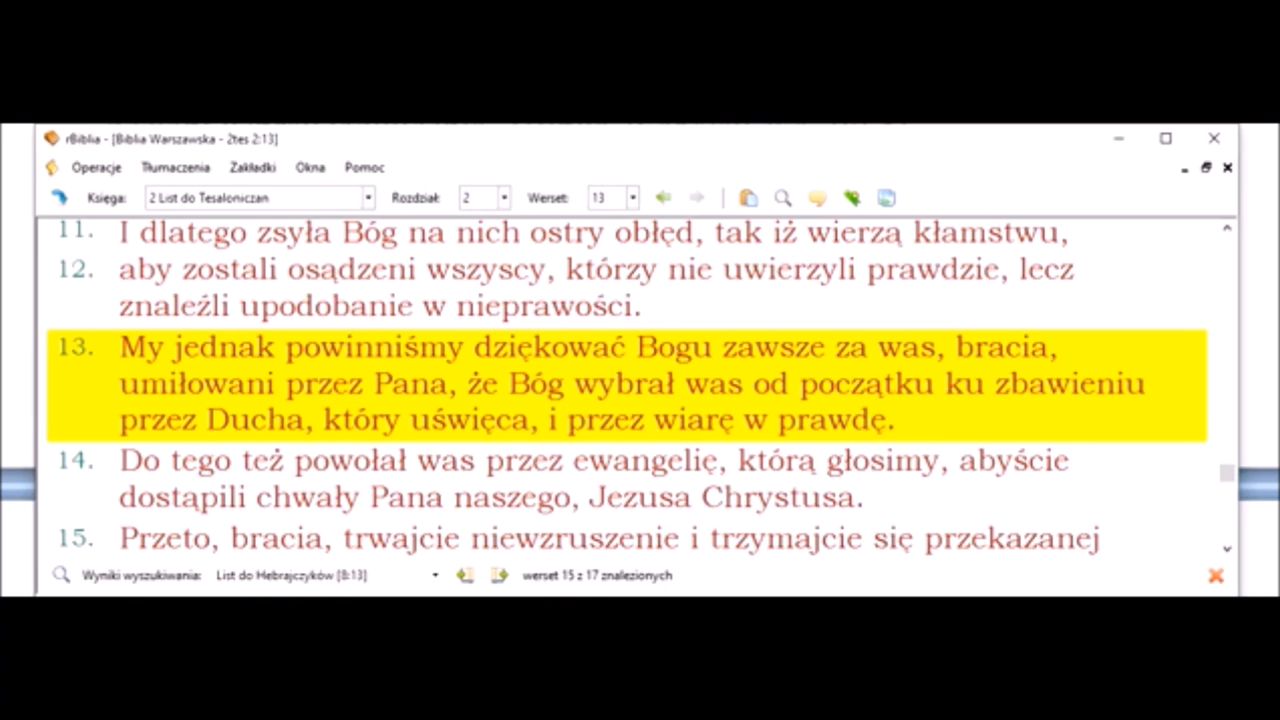 rBiblia - [Biblia Warszawska - 2tes 2:13]
Operacje Tłumaczenia Zakładki Okna Pomoc
Księga: 2 List do Tesaloniczan Rozdział: 2 Werset: 13
11. I dlatego zsyła Bóg na nich ostry obłęd, tak iż wierzą kłamstwu,
12. aby zostali osądzeni wszyscy, którzy nie uwierzyli prawdzie, lecz
znaleźli upodobanie w nieprawości.
13. My jednak powinniśmy dziękować Bogu zawsze za was, bracia,
umiłowani przez Pana, że Bóg wybrał was od początku ku zbawieniu
przez Ducha, który uświęca, i przez wiarę w prawdę.
14. Do tego też powołał was przez ewangelię, którą głosimy, abyście
dostąpili chwały Pana naszego, Jezusa Chrystusa.
15. Przeto, bracia, trwajcie niewzruszenie i trzymajcie się przekazanej
Wyniki wyszukiwania: List do Hebrajczyków [8:13] werset 15 z 17 znalezionych